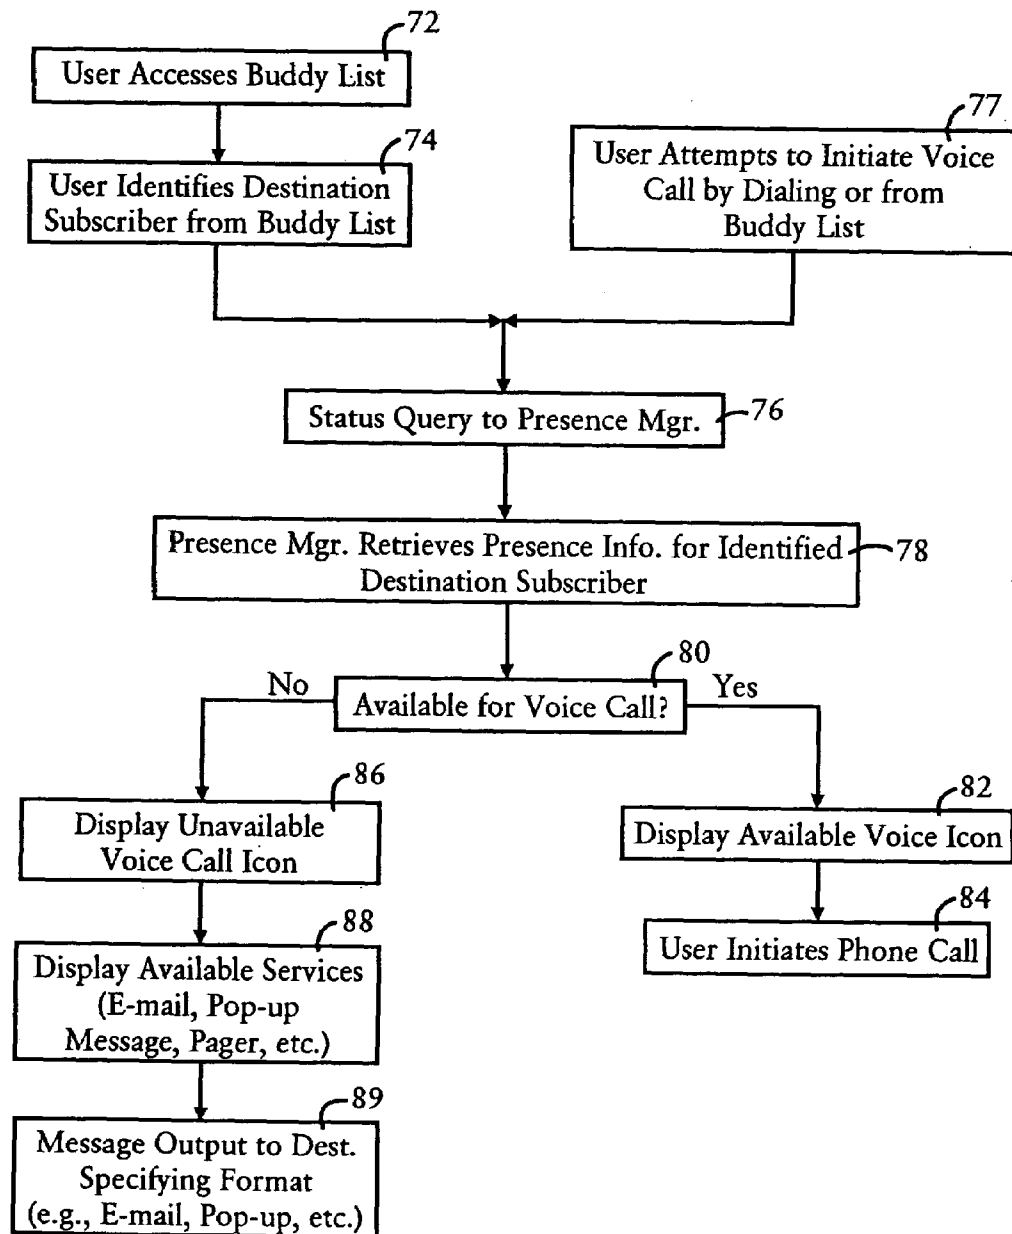 72
User Accesses Buddy List
74
User Identifies Destination
Subscriber from Buddy List
77
User Attempts to Initiate Voice
Call by Dialing or from
Buddy List
Status Query to Presence Mgr.
76
Presence Mgr. Retrieves Presence Info. for Identified
Destination Subscriber
78
80
Available for Voice Call?
No
Yes
86
Display Unavailable
Voice Call Icon
82
Display Available Voice Icon
88
Display Available Services
(E-mail, Pop-up
Message, Pager, etc.)
84
User Initiates Phone Call
89
Message Output to Dest.
Specifying Format
(e.g., E-mail, Pop-up, etc.)